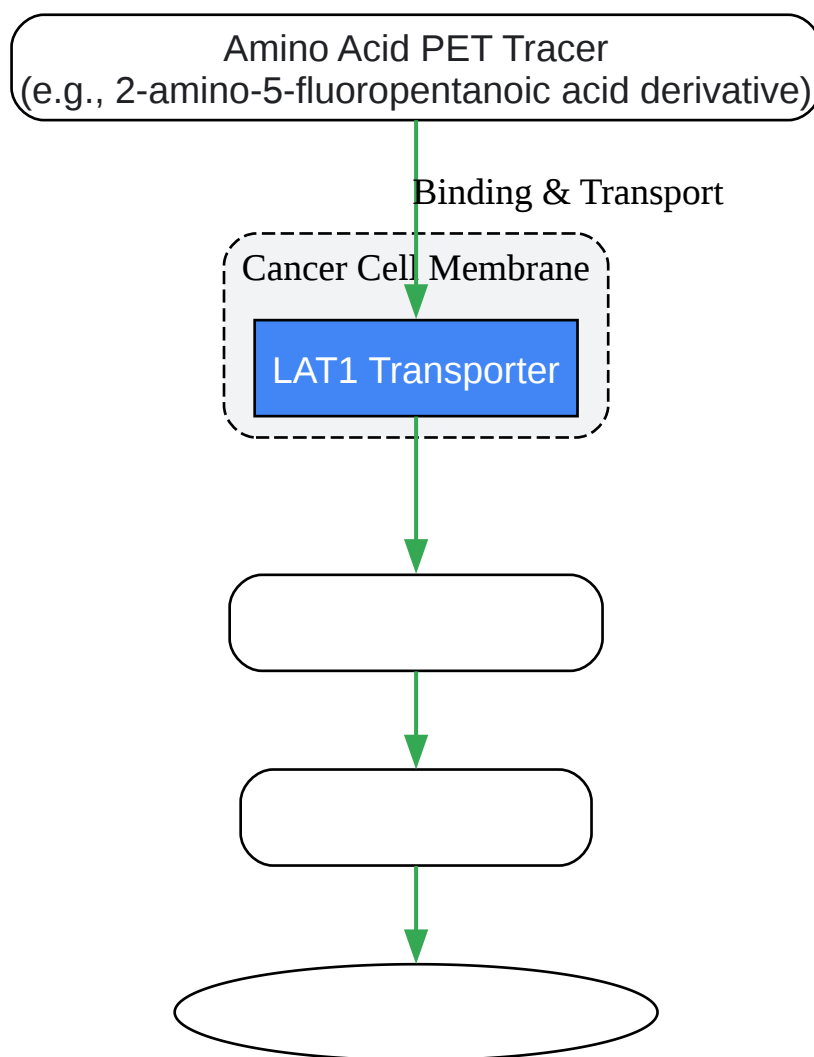 Amino Acid PET Tracer
(e.g., 2-amino-5-fluoropentanoic acid derivative)
Binding & Transport
Cancer Cell Membrane
LAT1 Transporter